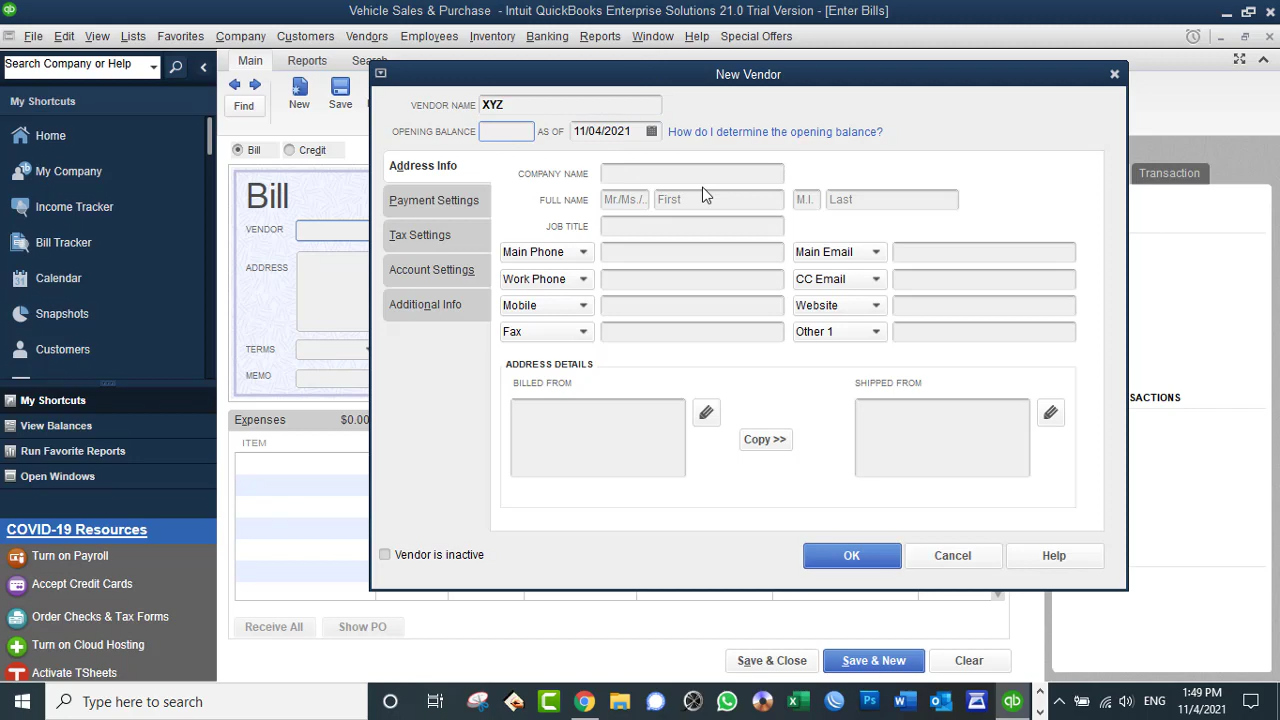 Vehicle Sales & Purchase - Intuit QuickBooks Enterprise Solutions 21.0 Trial Version - [Enter Bills]
File Edit View Lists Favorites Company Customers Vendors Employees Inventory Banking Reports Window Help Special Offers
Search Company or Help
My Shortcuts
Home
My Company
Income Tracker
Bill Tracker
Calendar
Snapshots
Customers
My Shortcuts
View Balances
Run Favorite Reports
Open Windows
COVID-19 Resources
Turn on Payroll
Accept Credit Cards
Order Checks & Tax Forms
Turn on Cloud Hosting
Activate TSheets
Main Reports
Find New Save
Bill Credit
Bill
VENDOR
ADDRESS
TERMS
MEMO
Expenses $0.00
ITEM
Receive All Show PO
Save & Close Save & New Clear
Transaction
New Vendor
VENDOR NAME XYZ
OPENING BALANCE AS OF 11/04/2021 How do I determine the opening balance?
Address Info
Payment Settings
Tax Settings
Account Settings
Additional Info
COMPANY NAME
FULL NAME Mr./Ms./.. First M.I. Last
JOB TITLE
Main Phone Main Email
Work Phone CC Email
Mobile Website
Fax Other 1
ADDRESS DETAILS
BILLED FROM SHIPPED FROM
Copy >>
Vendor is inactive
OK Cancel Help
Type here to search
ENG
1:49 PM
11/4/2021